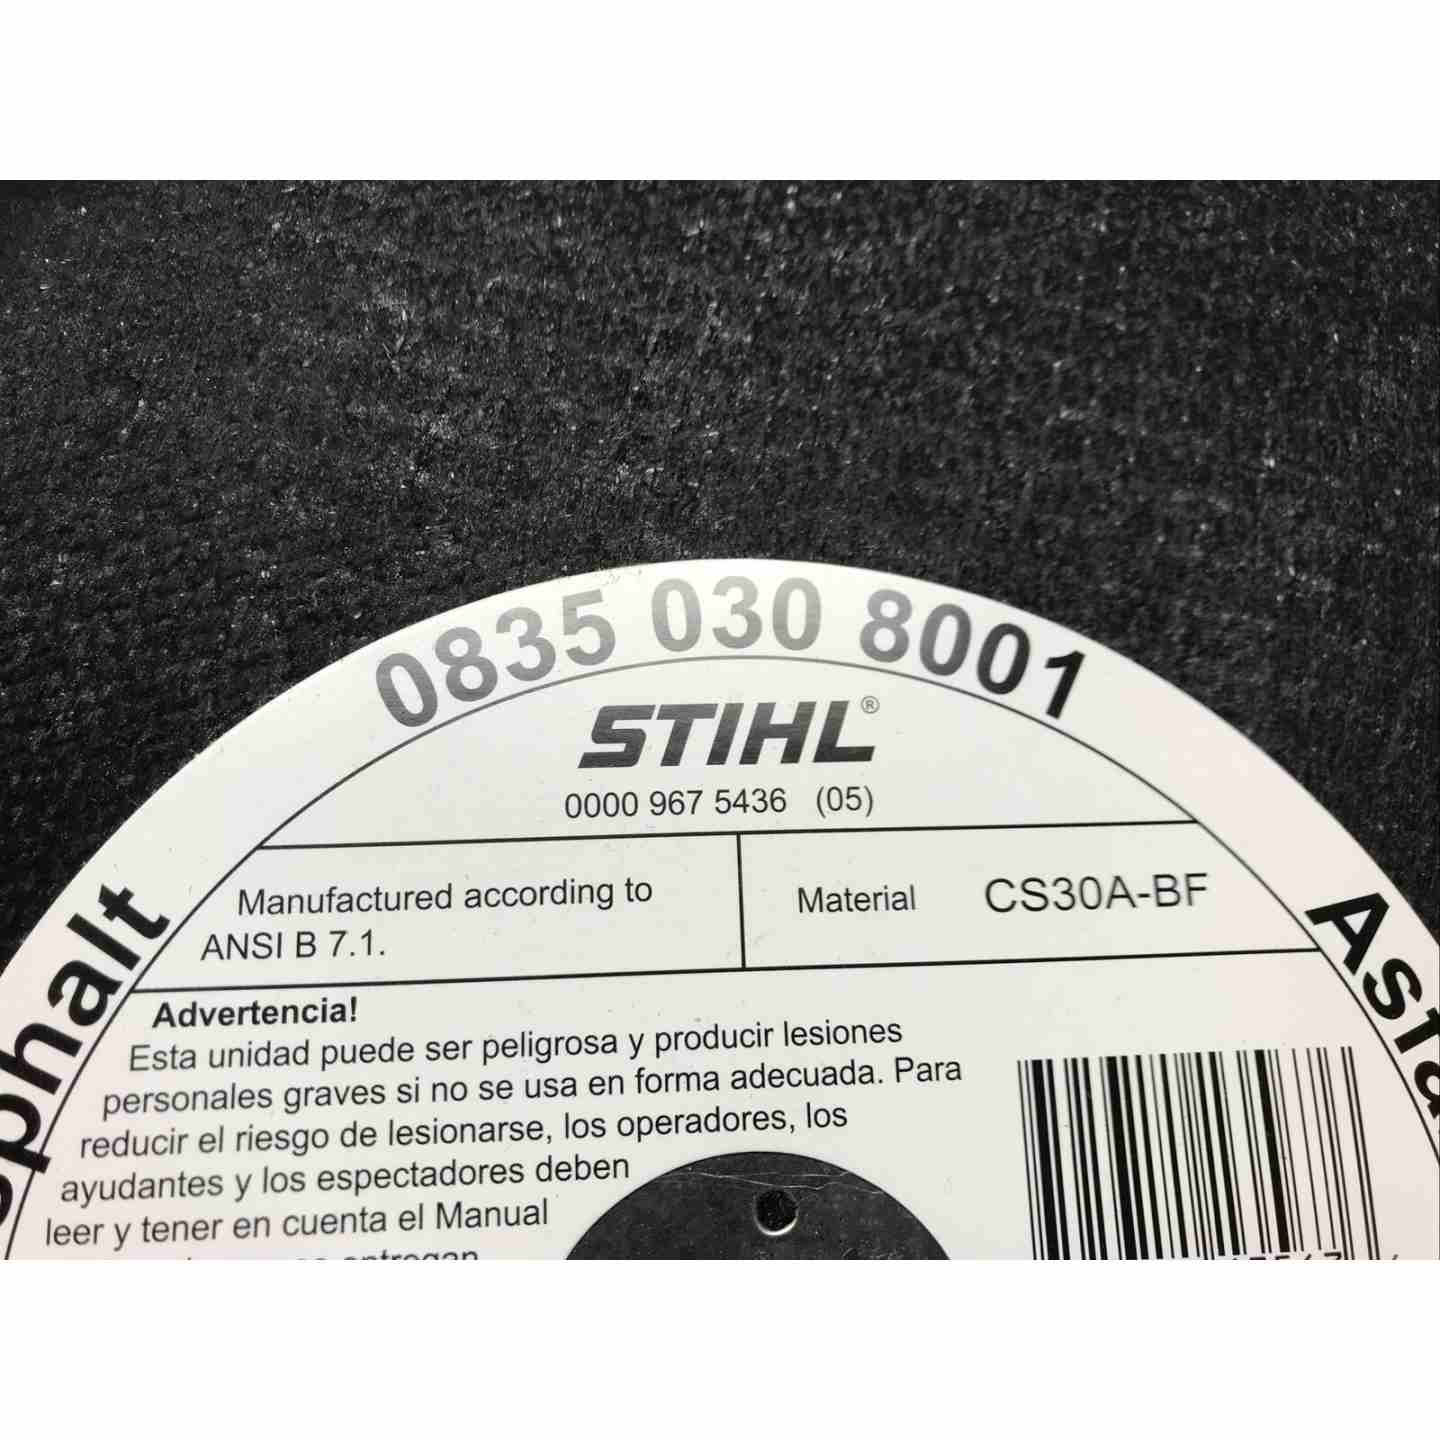 0835 030 8001
STIHL®
0000 967 5436 (05)
Manufactured according to
ANSI B 7.1.
Material CS30A-BF
Advertencia!
Esta unidad puede ser peligrosa y producir lesiones
personales graves si no se usa en forma adecuada. Para
reducir el riesgo de lesionarse, los operadores, los
ayudantes y los espectadores deben
leer y tener en cuenta el Manual
entregan